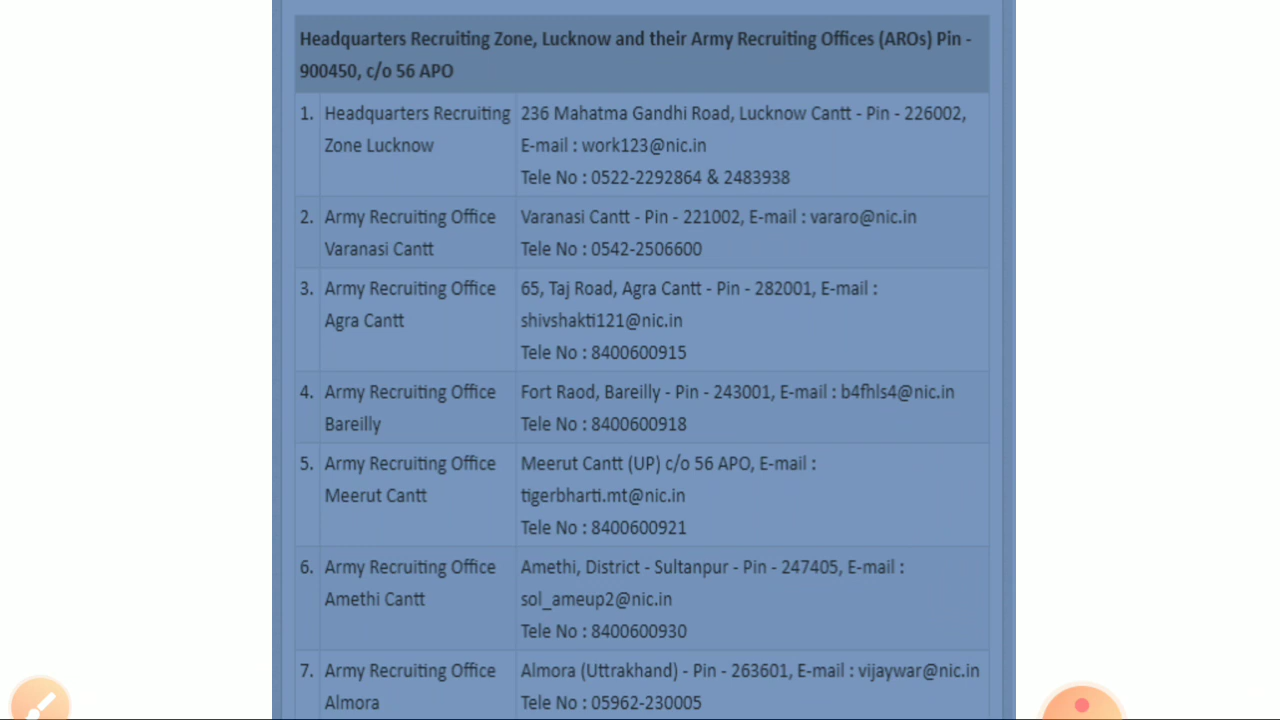 Headquarters Recruiting Zone, Lucknow and their Army Recruiting Offices (AROs) Pin -
900450, c/o 56 APO
1. Headquarters Recruiting 236 Mahatma Gandhi Road, Lucknow Cantt - Pin - 226002,
Zone Lucknow E-mail : work123@nic.in
Tele No : 0522-2292864 & 2483938
2. Army Recruiting Office Varanasi Cantt - Pin - 221002, E-mail : vararo@nic.in
Varanasi Cantt Tele No : 0542-2506600
3. Army Recruiting Office 65, Taj Road, Agra Cantt - Pin - 282001, E-mail :
Agra Cantt shivshakti121@nic.in
Tele No : 8400600915
4. Army Recruiting Office Fort Raod, Bareilly - Pin - 243001, E-mail : b4fhls4@nic.in
Bareilly Tele No : 8400600918
5. Army Recruiting Office Meerut Cantt (UP) c/o 56 APO, E-mail :
Meerut Cantt tigerbharti.mt@nic.in
Tele No : 8400600921
6. Army Recruiting Office Amethi, District - Sultanpur - Pin - 247405, E-mail :
Amethi Cantt sol_ameup2@nic.in
Tele No : 8400600930
7. Army Recruiting Office Almora (Uttrakhand) - Pin - 263601, E-mail : vijaywar@nic.in
Almora Tele No : 05962-230005